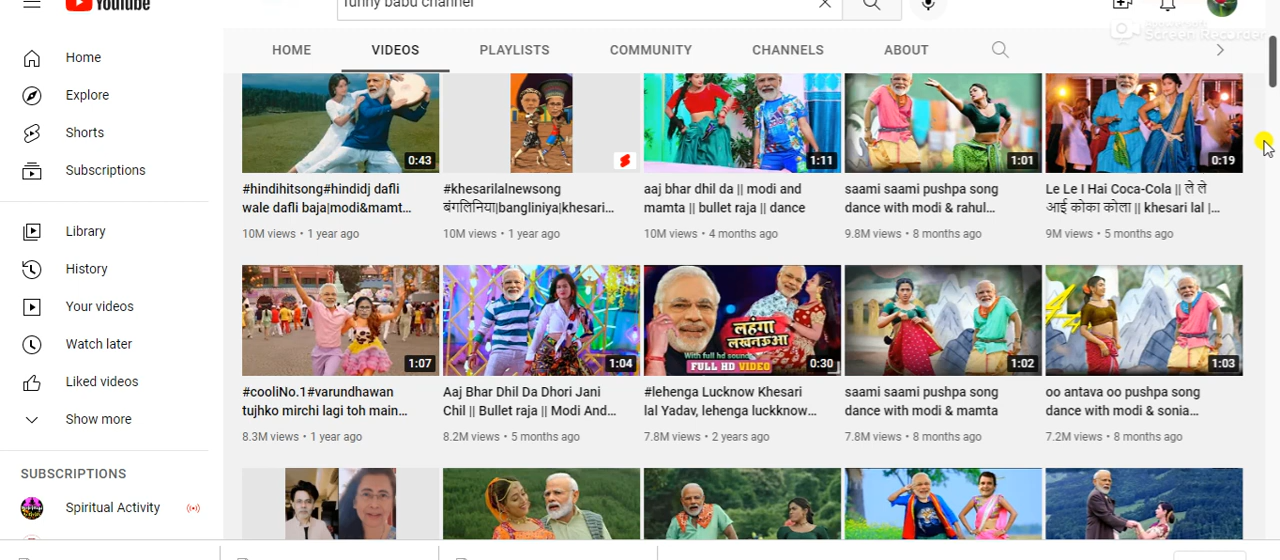 YouTube
funny babu channel
Screen Recorder
HOME VIDEOS PLAYLISTS COMMUNITY CHANNELS ABOUT
Home
Explore
Shorts
Subscriptions
Library
History
Your videos
Watch later
Liked videos
Show more
SUBSCRIPTIONS
Spiritual Activity
0:43
#hindihitsong#hindidj dafli
wale dafli baja|modi&mamt...
10M views • 1 year ago
#khesarilalnewsong
बंगलिनिया|bangliniya|khesari...
10M views • 1 year ago
1:11
aaj bhar dhil da || modi and
mamta || bullet raja || dance
10M views • 4 months ago
1:01
saami saami pushpa song
dance with modi & rahul...
9.8M views • 8 months ago
0:19
Le Le I Hai Coca-Cola || ले ले
आई कोका कोला || khesari lal |...
9M views • 5 months ago
1:07
#cooliNo.1#varundhawan
tujhko mirchi lagi toh main...
8.3M views • 1 year ago
1:04
Aaj Bhar Dhil Da Dhori Jani
Chil || Bullet raja || Modi And...
8.2M views • 5 months ago
लहंगा
लखनऊआ
With full hd sound
FULL HD VIDEO
0:30
#lehenga Lucknow Khesari
lal Yadav, lehenga luckknow...
7.8M views • 2 years ago
1:02
saami saami pushpa song
dance with modi & mamta
7.8M views • 8 months ago
1:03
oo antava oo pushpa song
dance with modi & sonia...
7.2M views • 8 months ago